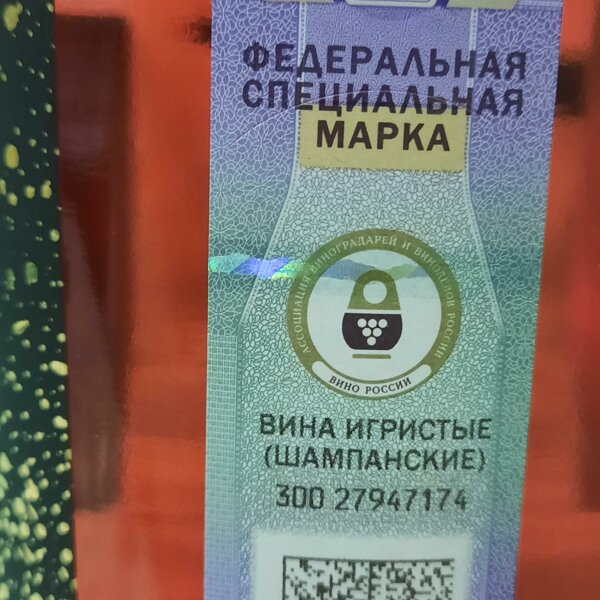 ФЕДЕРАЛЬНАЯ
СПЕЦИАЛЬНАЯ
МАРКА
АССОЦИАЦИЯ ВИНОГРАДАРЕЙ И ВИНОДЕЛОВ РОССИИ
ВИНО РОССИИ
ВИНА ИГРИСТЫЕ
(ШАМПАНСКИЕ)
300 27947174